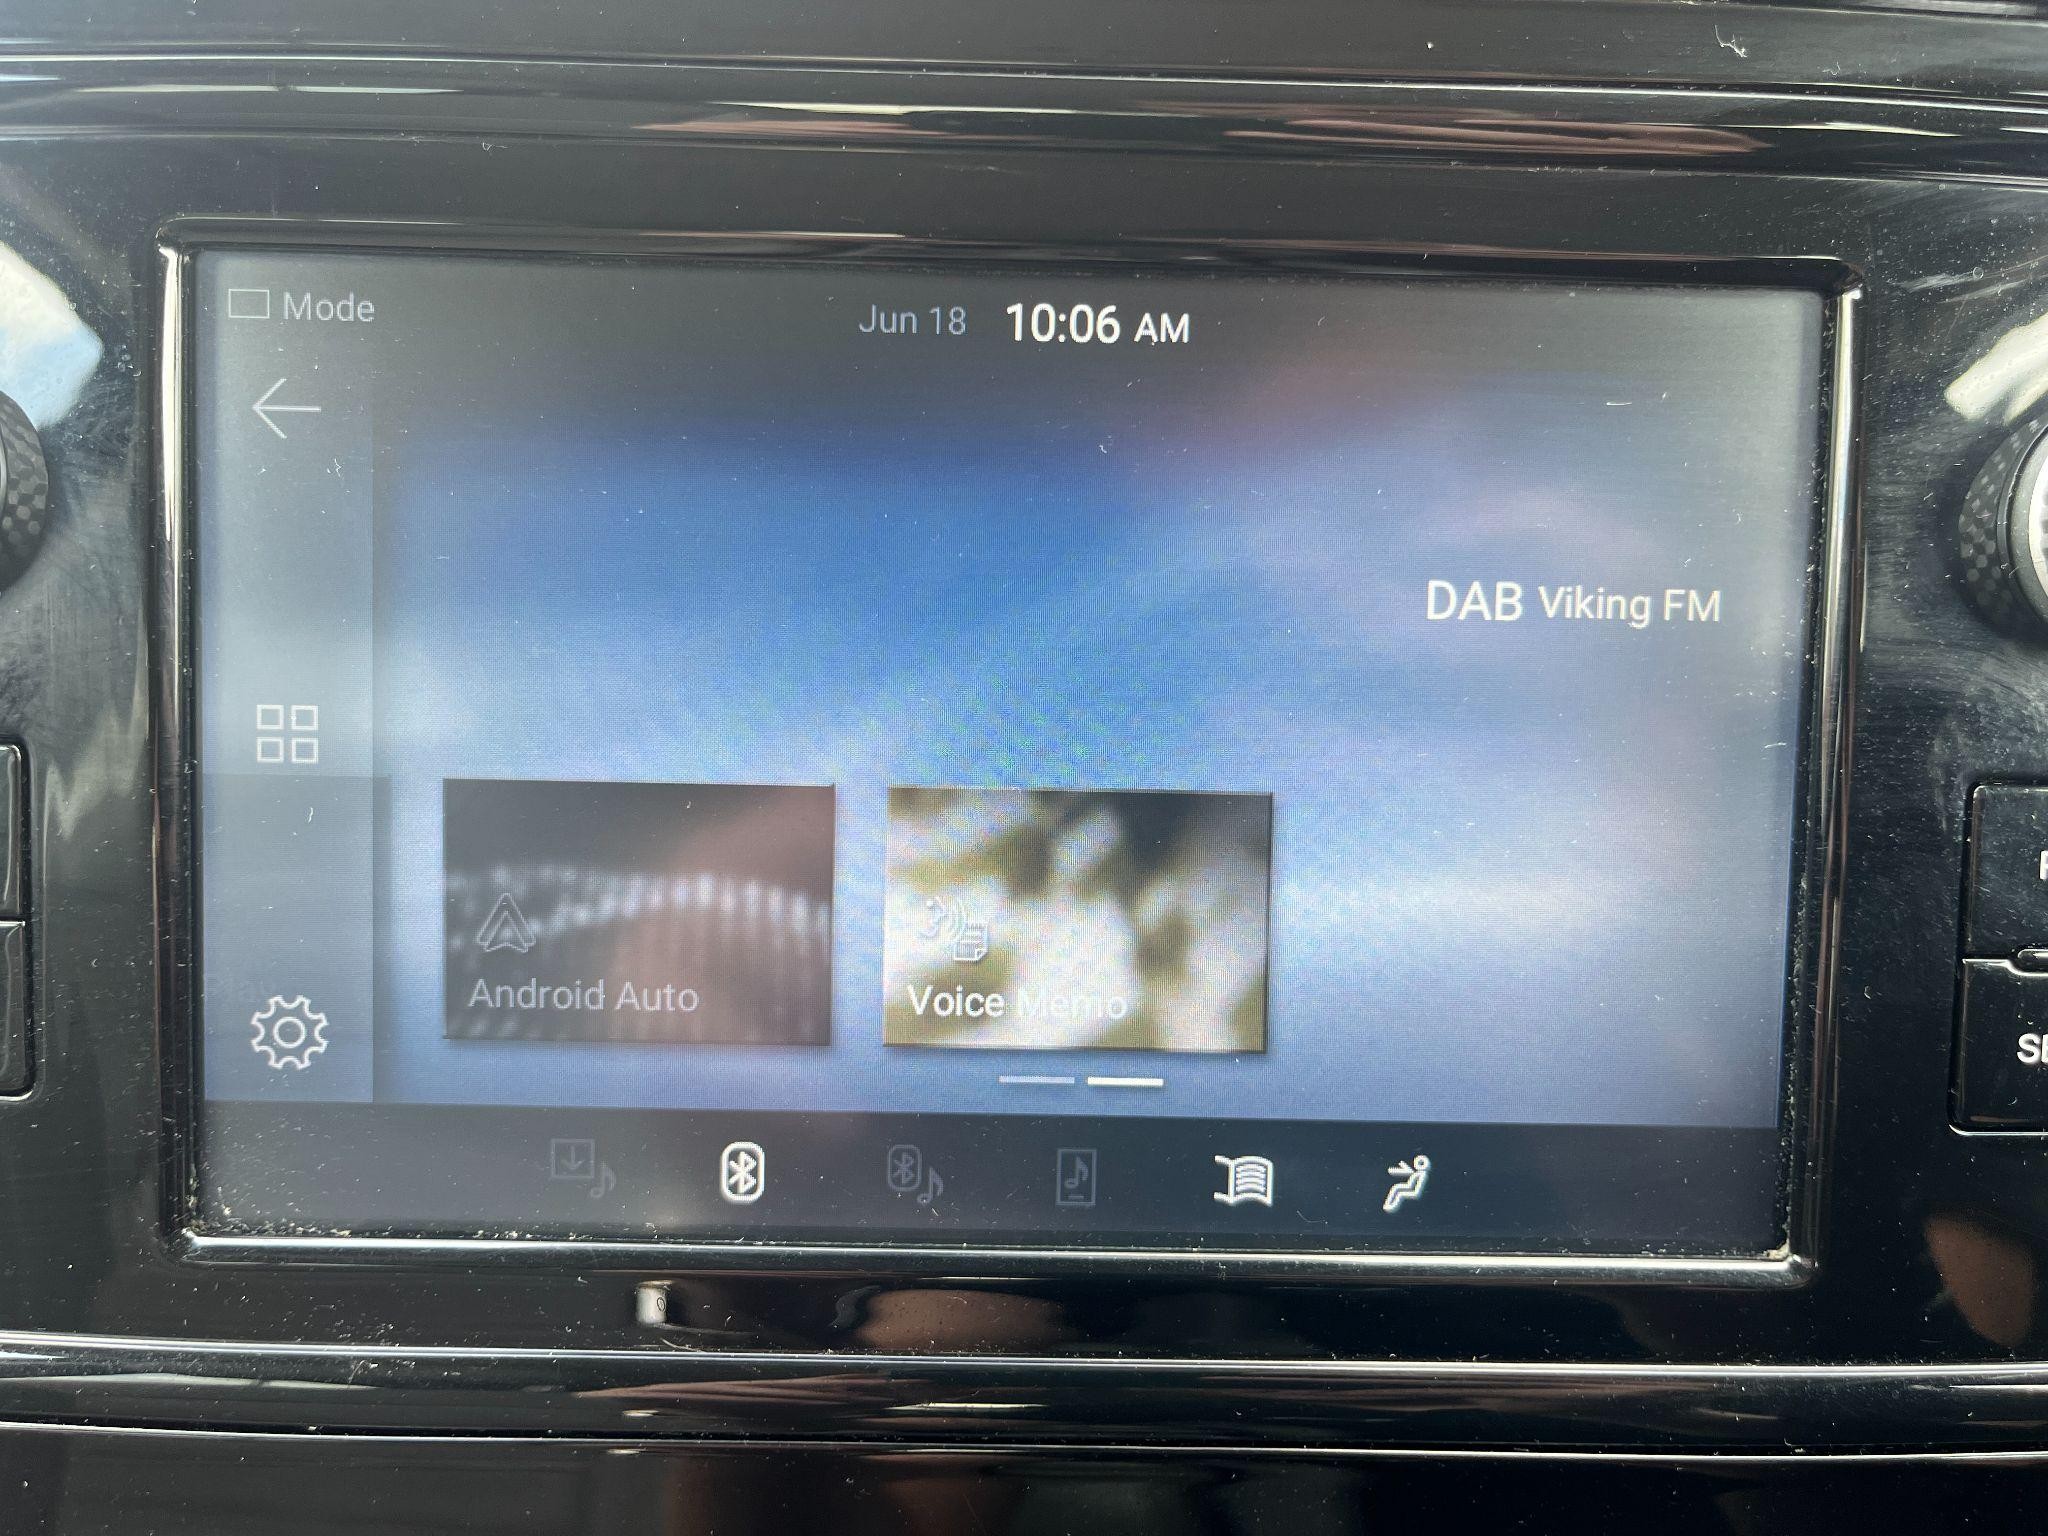 Mode
Jun 18 10:06 AM
DAB Viking FM
Android Auto
Voice Memo